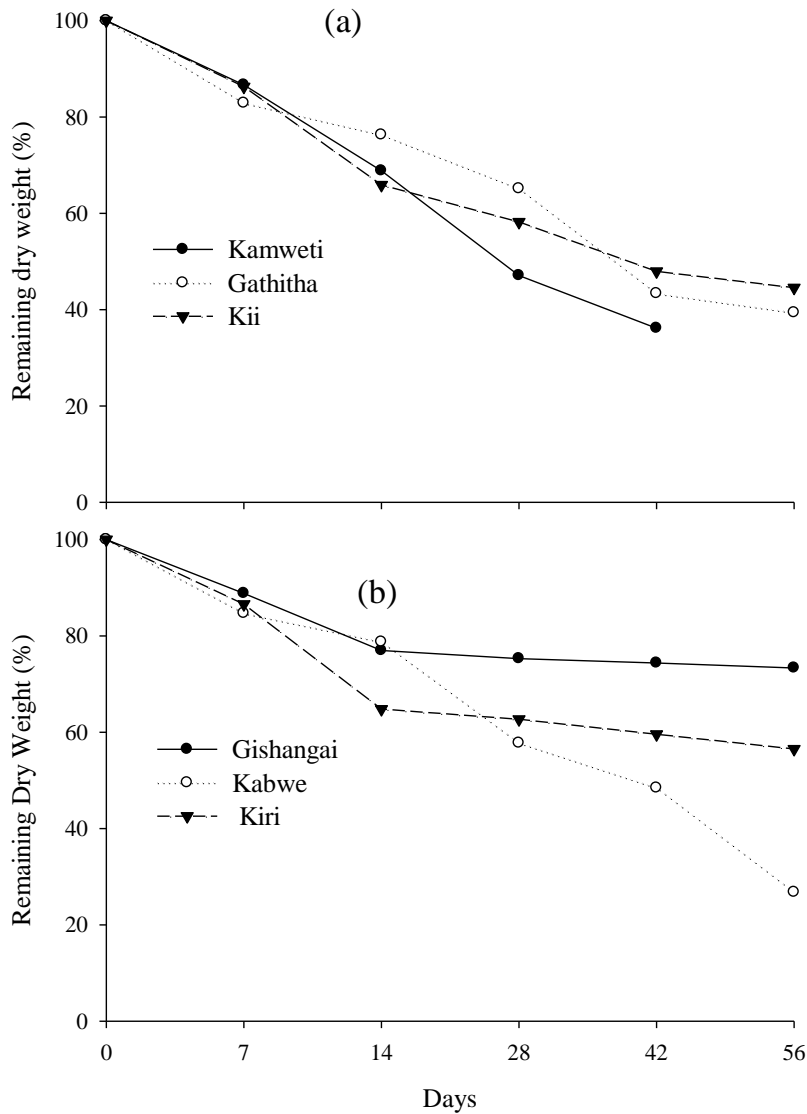 (a)
Remaining dry weight (%)
100
80
60
40
20
0
Kamweti
Gathitha
Kii
(b)
Remaining Dry Weight (%)
100
80
60
40
20
0
Gishangai
Kabwe
Kiri
0 7 14 28 42 56
Days